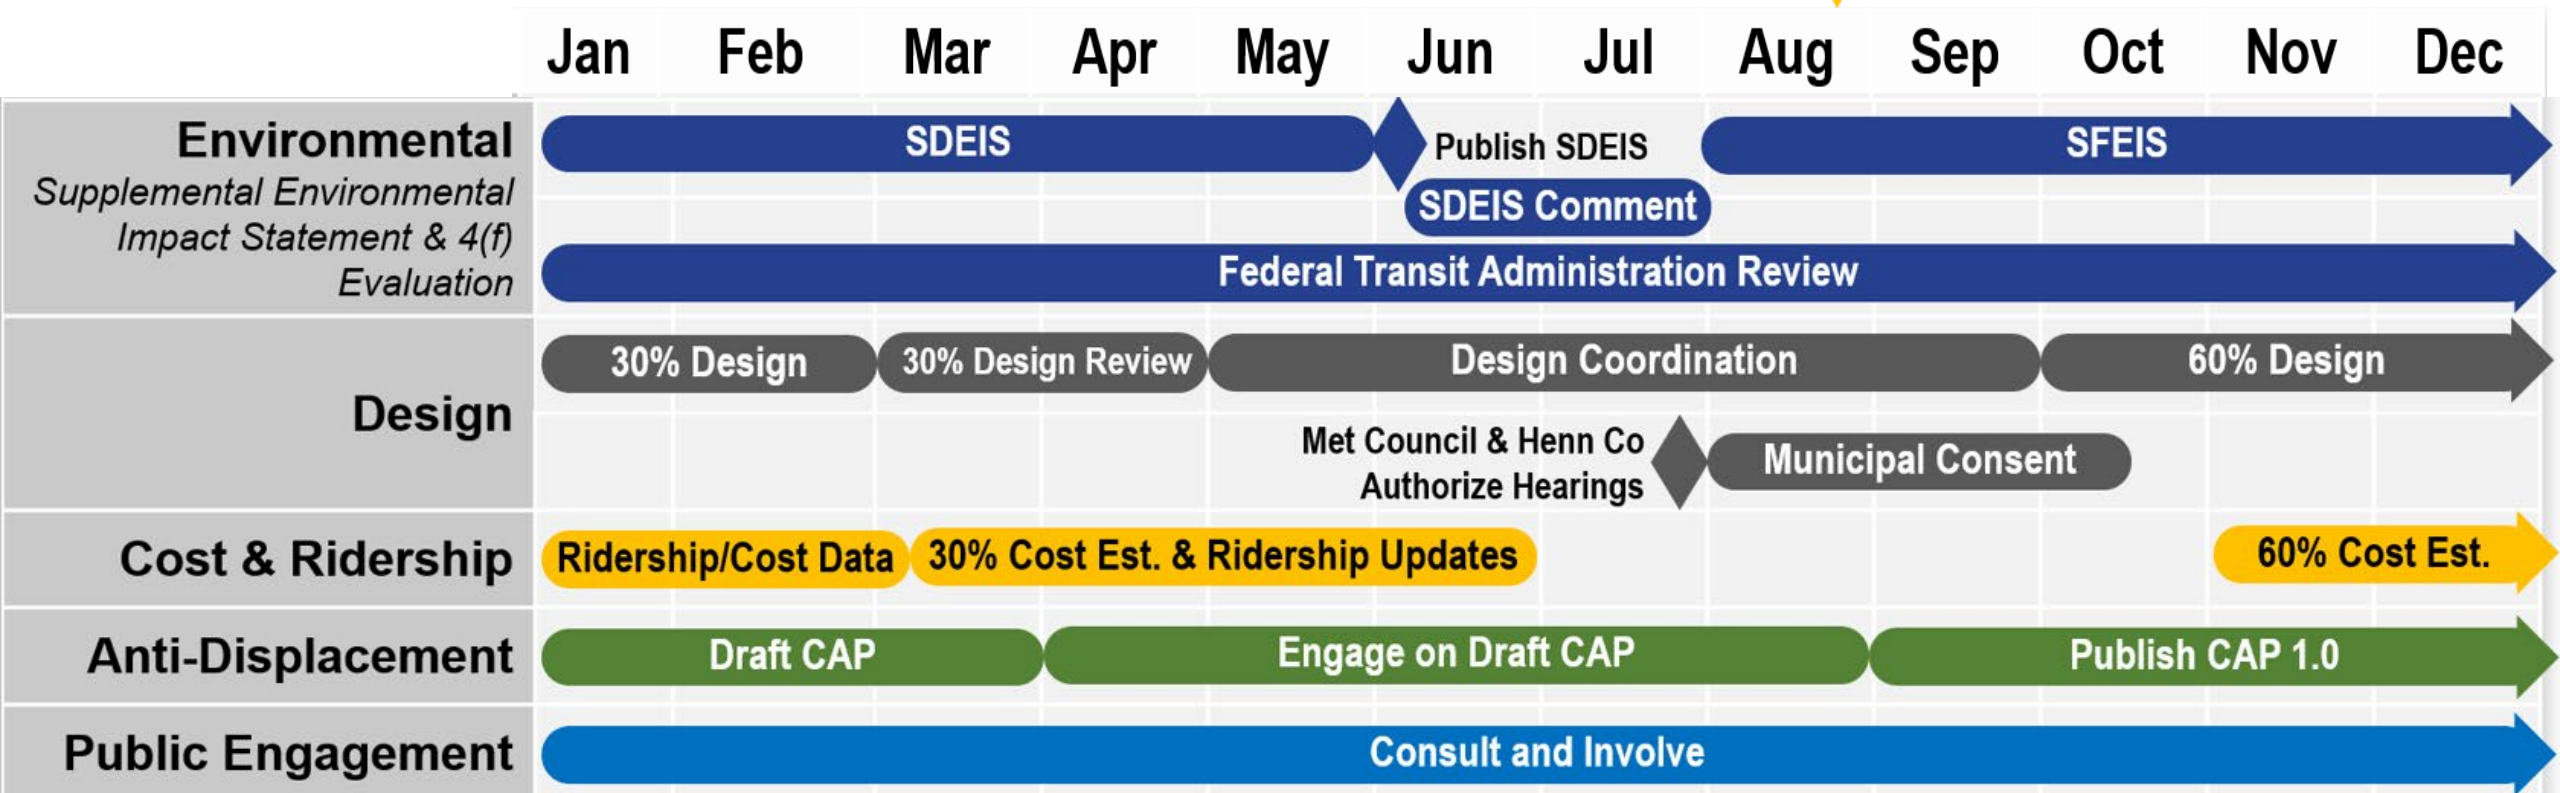 Jan Feb Mar Apr May Jun Jul Aug Sep Oct Nov Dec
Environmental
Supplemental Environmental
Impact Statement & 4(f)
Evaluation
SDEIS
Publish SDEIS
SFEIS
SDEIS Comment
Federal Transit Administration Review
Design
30% Design
30% Design Review
Design Coordination
60% Design
Met Council & Henn Co
Authorize Hearings
Municipal Consent
Cost & Ridership
Ridership/Cost Data
30% Cost Est. & Ridership Updates
60% Cost Est.
Anti-Displacement
Draft CAP
Engage on Draft CAP
Publish CAP 1.0
Public Engagement
Consult and Involve